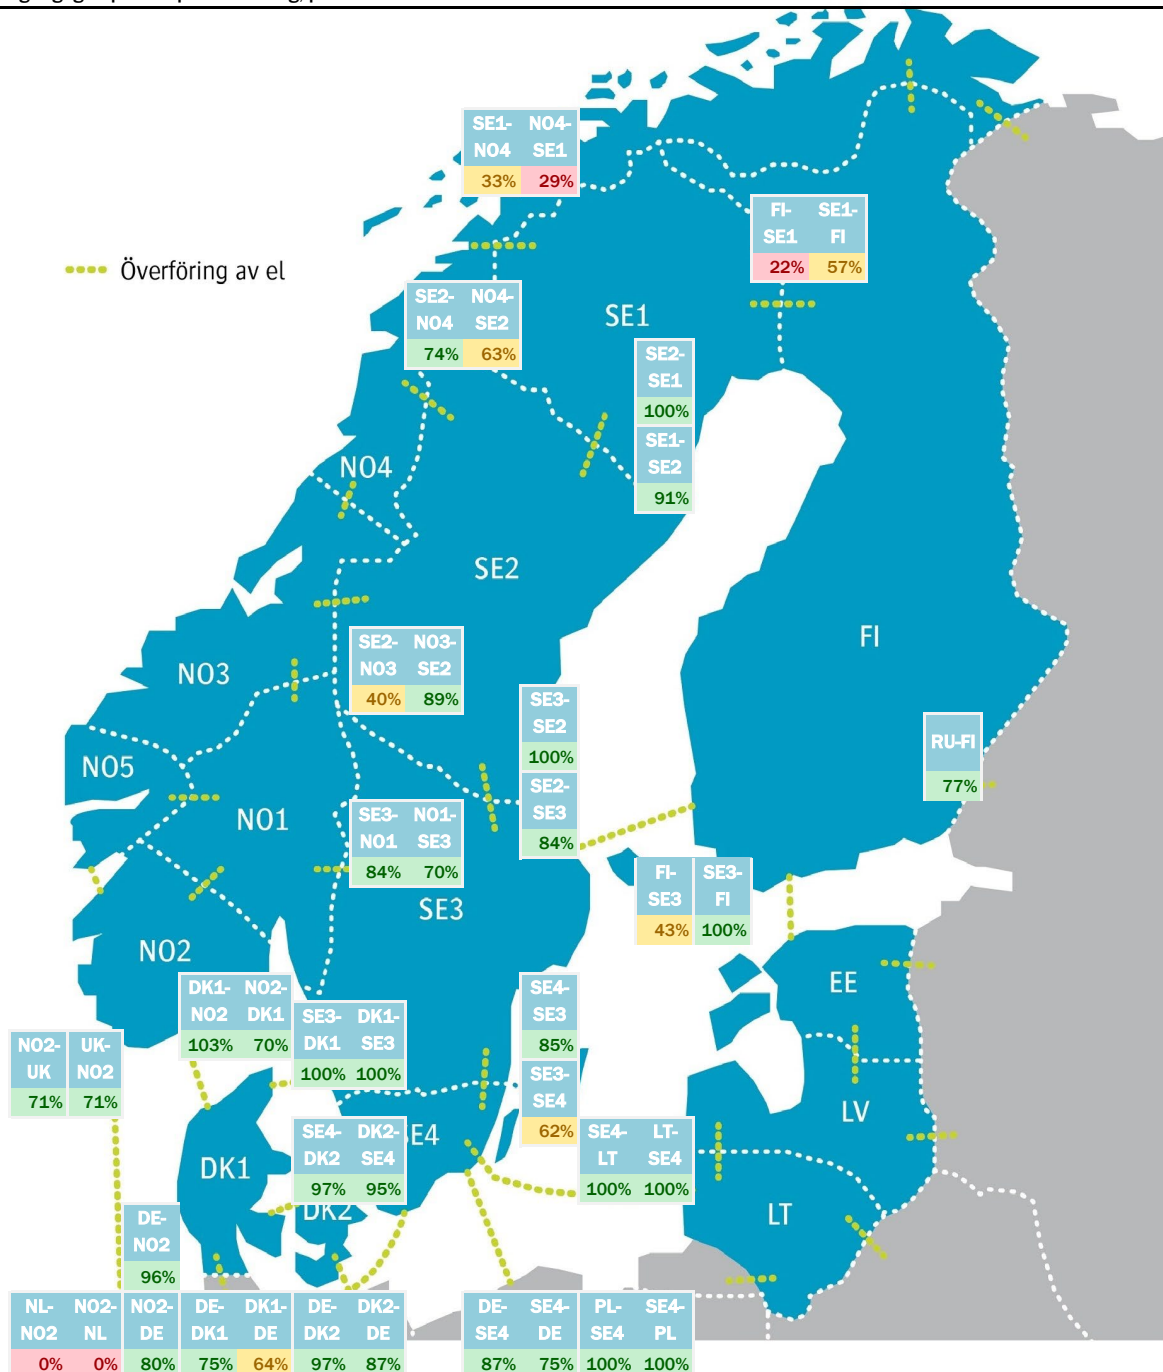 SE1- NO4-
NO4 SE1
33% 29%
FI- SE1-
SE1 FI
22% 57%
Överföring av el
SE2- NO4-
NO4 SE2
74% 63%
SE1
SE2-
SE1
100%
SE1-
SE2
91%
NO4
SE2
FI
SE2- NO3-
NO3 SE2
40% 89%
NO3
SE3-
SE2
100%
SE2-
SE3
84%
RU-FI
77%
NO5
NO1
SE3- NO1-
NO1 SE3
84% 70%
FI- SE3-
SE3 FI
43% 100%
SE3
NO2
EE
DK1- NO2-
NO2 DK1
103% 70%
SE3- DK1-
DK1 SE3
100% 100%
SE4-
SE3
85%
SE3-
SE4
62%
NO2- UK-
UK NO2
71% 71%
LV
SE4- DK2-
DK2 SE4
97% 95%
E4
SE4- LT-
LT SE4
100% 100%
DK1
DK2
LT
DE-
NO2
96%
NL- NO2- NO2- DE- DK1- DE- DK2-
NO2 NL DE DK1 DE DK2 DE
0% 0% 80% 75% 64% 97% 87%
DE- SE4- PL- SE4-
SE4 DE SE4 PL
87% 75% 100% 100%